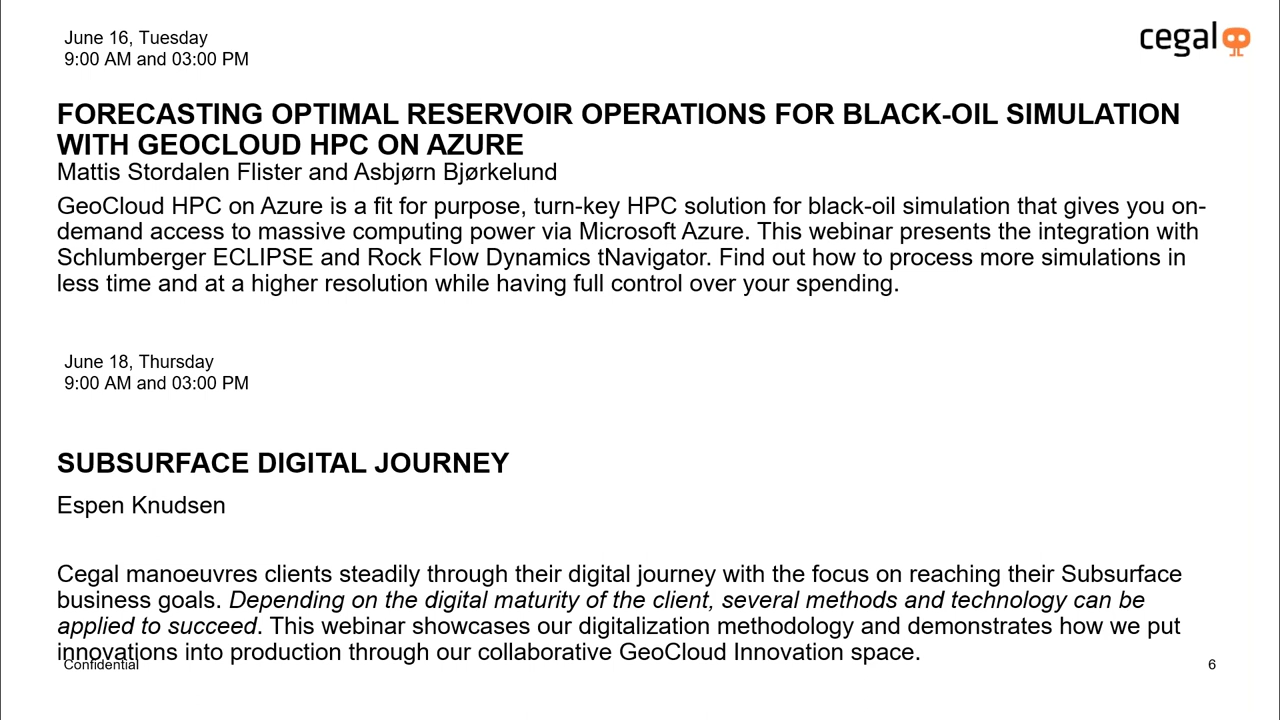 June 16, Tuesday
9:00 AM and 03:00 PM
cegal
FORECASTING OPTIMAL RESERVOIR OPERATIONS FOR BLACK-OIL SIMULATION
WITH GEOCLOUD HPC ON AZURE
Mattis Stordalen Flister and Asbjørn Bjørkelund
GeoCloud HPC on Azure is a fit for purpose, turn-key HPC solution for black-oil simulation that gives you on-
demand access to massive computing power via Microsoft Azure. This webinar presents the integration with
Schlumberger ECLIPSE and Rock Flow Dynamics tNavigator. Find out how to process more simulations in
less time and at a higher resolution while having full control over your spending.
June 18, Thursday
9:00 AM and 03:00 PM
SUBSURFACE DIGITAL JOURNEY
Espen Knudsen
Cegal manoeuvres clients steadily through their digital journey with the focus on reaching their Subsurface
business goals. Depending on the digital maturity of the client, several methods and technology can be
applied to succeed. This webinar showcases our digitalization methodology and demonstrates how we put
innovations into production through our collaborative GeoCloud Innovation space.
Confidential
6